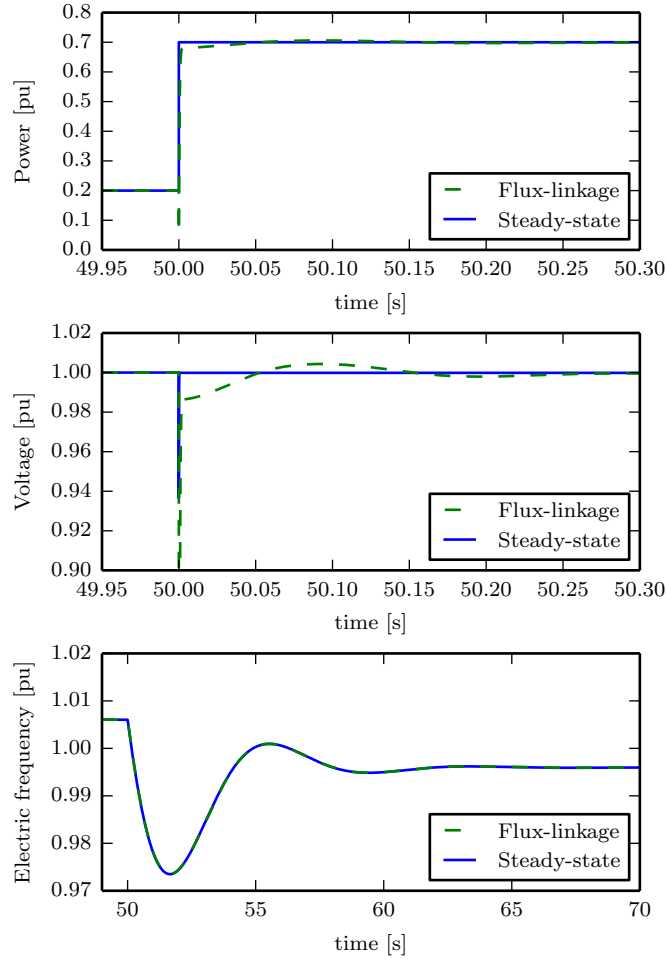 0.8
0.7
0.6
0.5
0.4
0.3
0.2
0.1
0.0
Power [pu]
Flux-linkage
Steady-state
49.95 50.00 50.05 50.10 50.15 50.20 50.25 50.30
time [s]
1.02
1.00
0.98
0.96
0.94
0.92
0.90
Voltage [pu]
Flux-linkage
Steady-state
49.95 50.00 50.05 50.10 50.15 50.20 50.25 50.30
time [s]
1.02
1.01
1.00
0.99
0.98
0.97
Electric frequency [pu]
Flux-linkage
Steady-state
50 55 60 65 70
time [s]